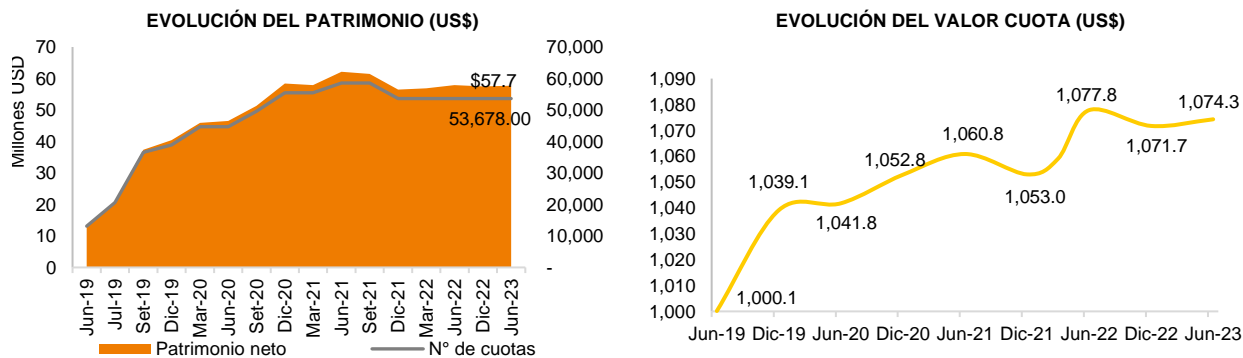 EVOLUCIÓN DEL PATRIMONIO (US$)
Millones USD
70
60
50
40
30
20
10
0
70,000
60,000
50,000
40,000
30,000
20,000
10,000
-
$57.7
53,678.00
Jun-19
Jul-19
Set-19
Dic-19
Mar-20
Jun-20
Set-20
Dic-20
Mar-21
Jun-21
Set-21
Dic-21
Mar-22
Jun-22
Dic-22
Jun-23
Patrimonio neto
N° de cuotas
EVOLUCIÓN DEL VALOR CUOTA (US$)
1,090
1,080
1,070
1,060
1,050
1,040
1,030
1,020
1,010
1,000
1,000.1
1,039.1
1,041.8
1,052.8
1,060.8
1,053.0
1,077.8
1,071.7
1,074.3
Jun-19 Dic-19 Jun-20 Dic-20 Jun-21 Dic-21 Jun-22 Dic-22 Jun-23